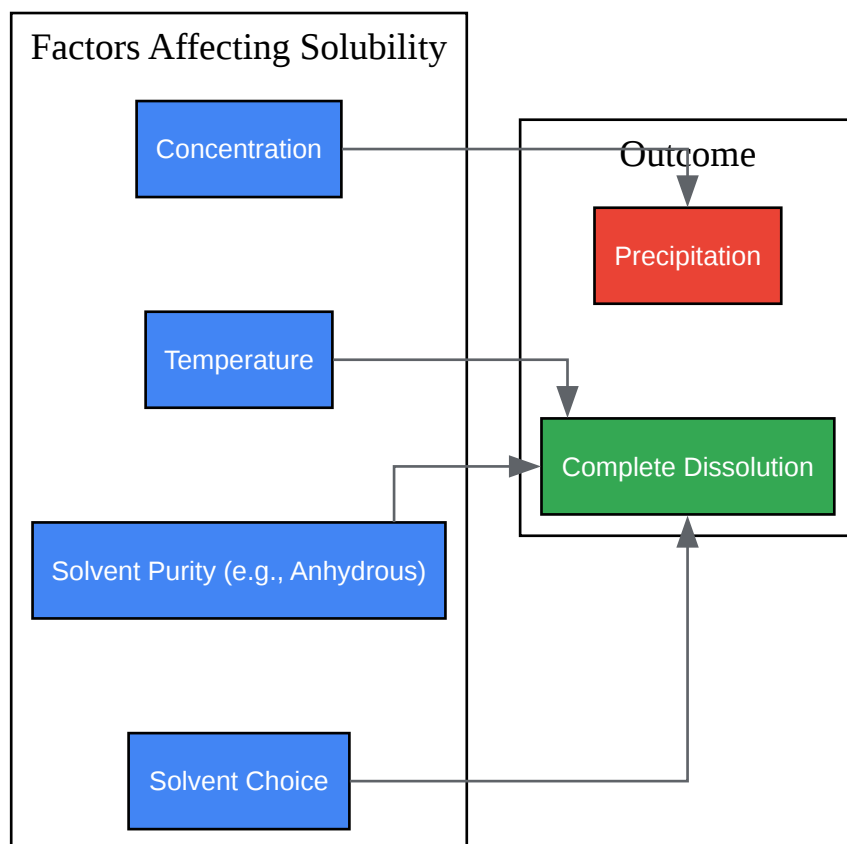 Factors Affecting Solubility
Concentration
Temperature
Solvent Purity (e.g., Anhydrous)
Solvent Choice
Outcome
Precipitation
Complete Dissolution